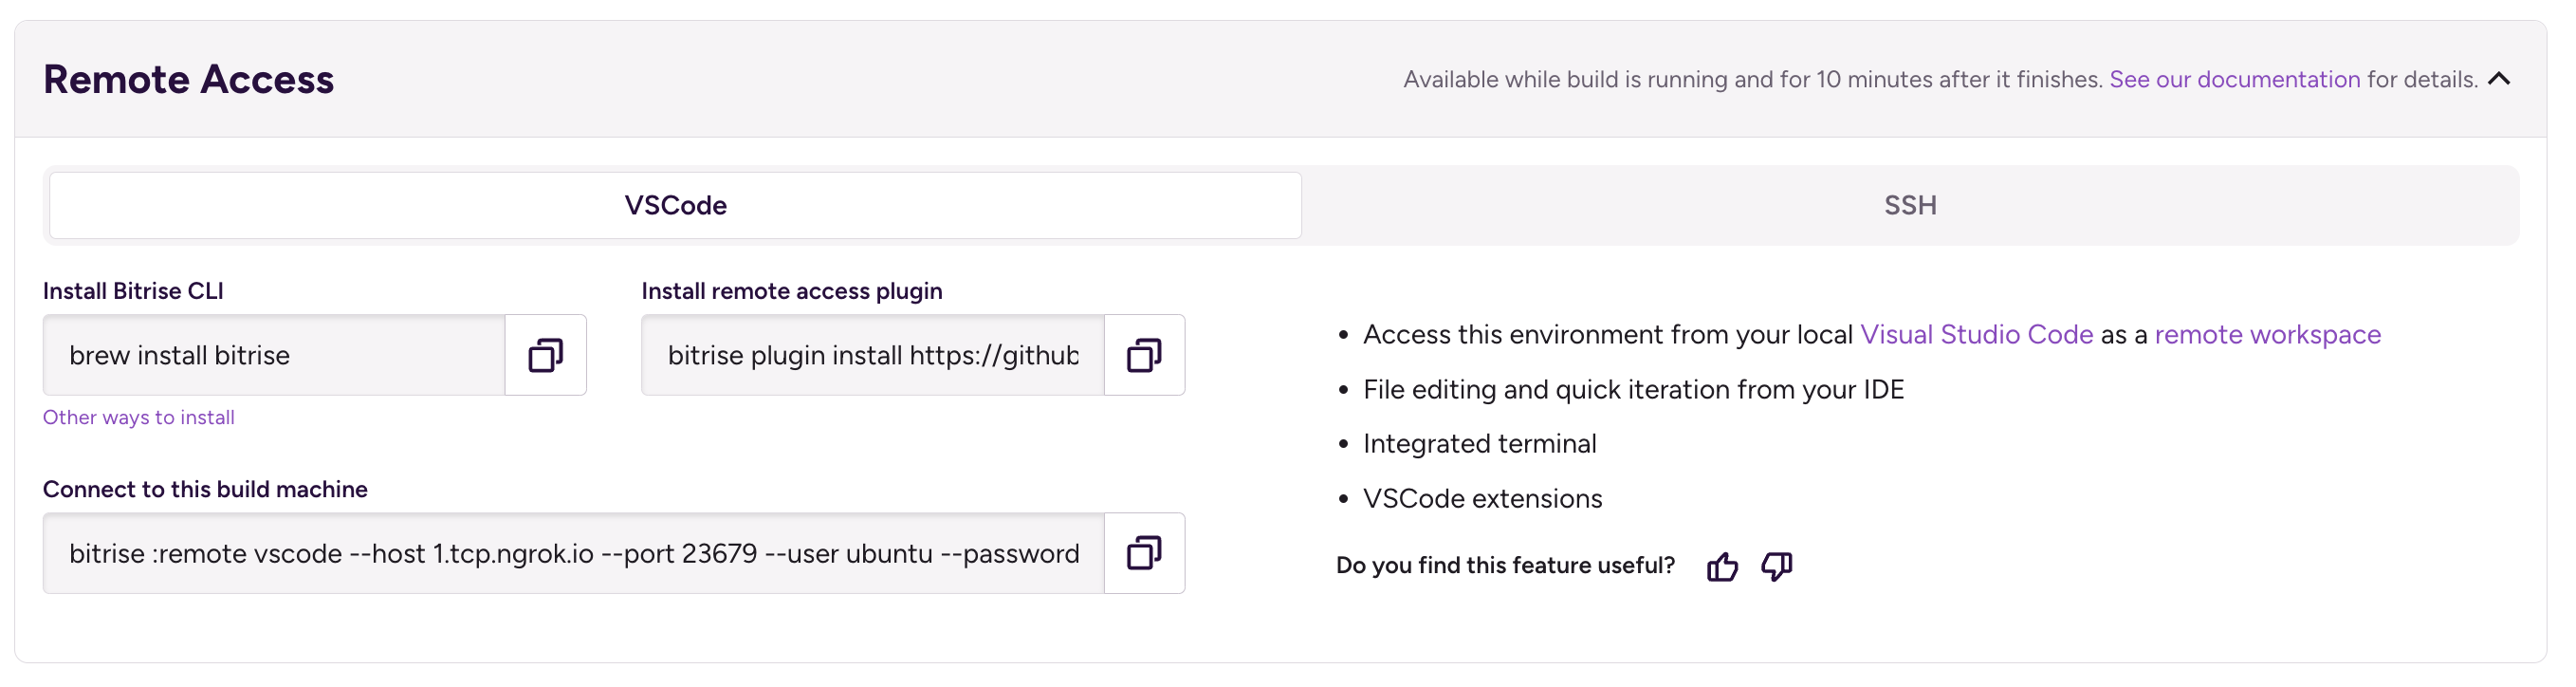 Remote Access
Available while build is running and for 10 minutes after it finishes. See our documentation for details.
VSCode
SSH
Install Bitrise CLI
brew install bitrise
Other ways to install
Install remote access plugin
bitrise plugin install https://github
Connect to this build machine
bitrise :remote vscode --host 1.tcp.ngrok.io --port 23679 --user ubuntu --password
• Access this environment from your local Visual Studio Code as a remote workspace
• File editing and quick iteration from your IDE
• Integrated terminal
• VSCode extensions
Do you find this feature useful?